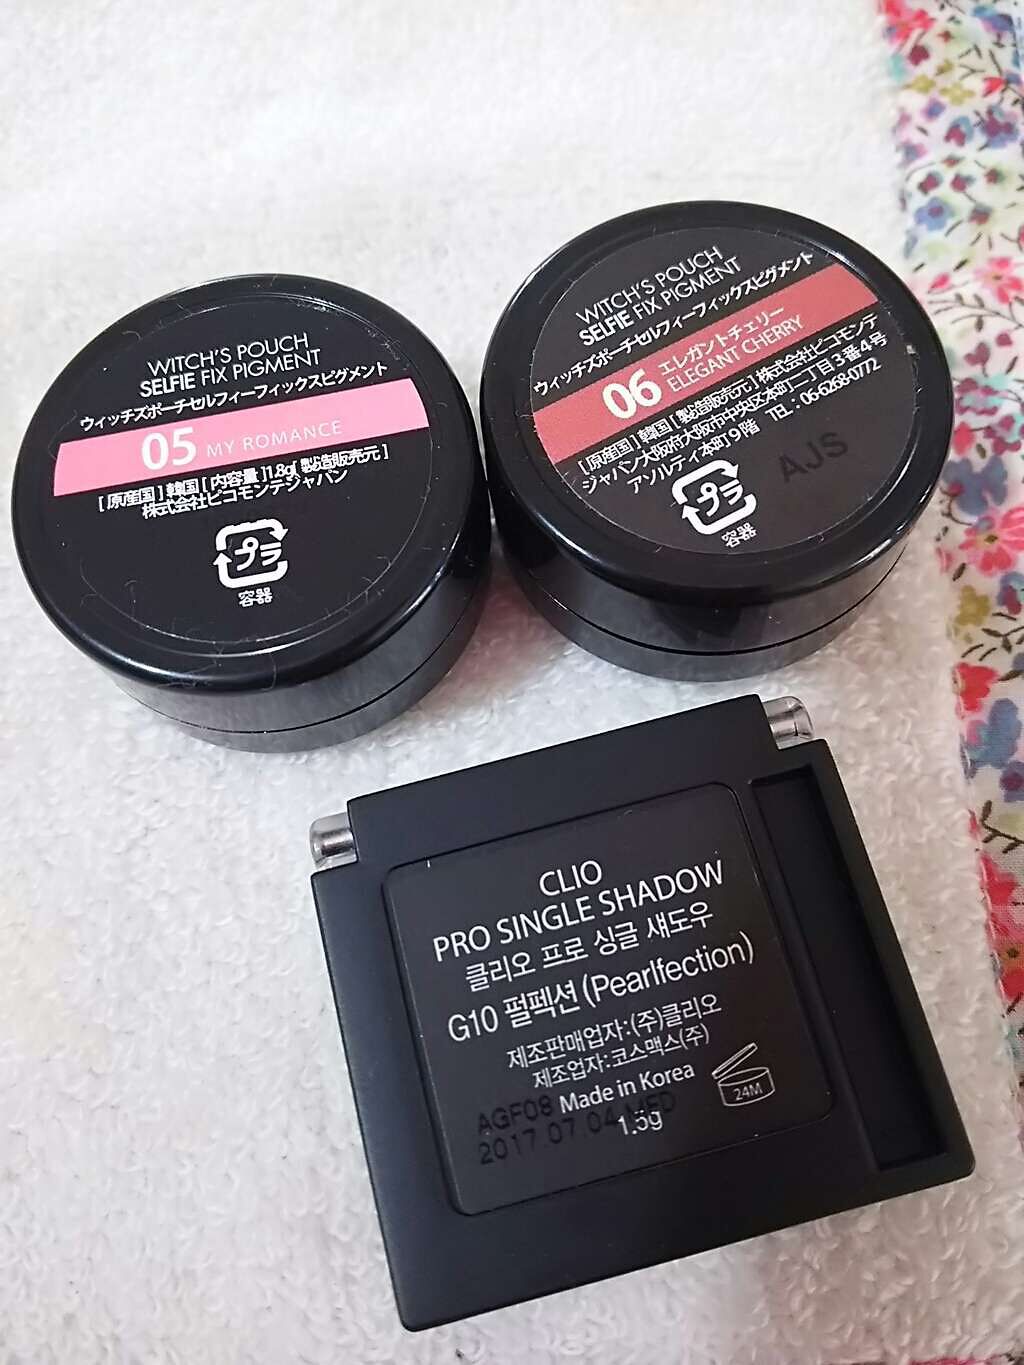 WITCH'S POUCH
SELFIE FIX PIGMENT
ウィッチズポーチセルフィーフィックスピグメント
05 MY ROMANCE
[原産国]韓国[内容量]1.8g[製造販売元]
株式会社ピコモンテジャパン
プラ
容器
WITCH'S POUCH
SELFIE FIX PIGMENT
ウィッチズポーチセルフィーフィックスピグメント
06 エレガントチェリー
ELEGANT CHERRY
[原産国]韓国[製造販売元]株式会社ピコモンテ
ジャパン大阪府大阪市中央区本町二丁目3番4号
アソルティ本町9階 TEL:06-6268-0772
AJS
プラ
容器
CLIO
PRO SINGLE SHADOW
클리오 프로 싱글 섀도우
G10 펄펙션(Pearlfection)
제조판매업자:(주)클리오
제조업자:코스맥스(주)
Made in Korea
1.5g
24M
AGF08
2017.07.04 MFD